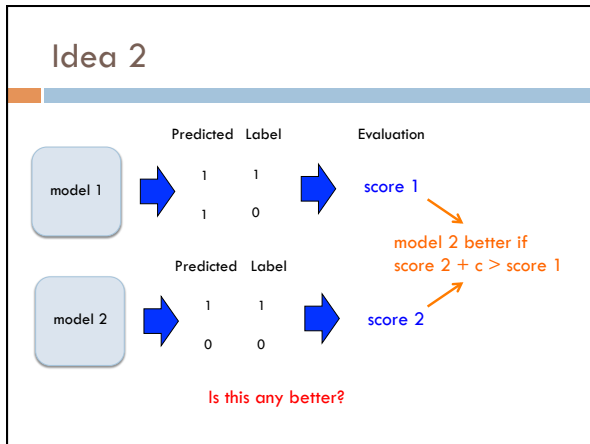 Idea 2
Predicted Label Evaluation
model 1
1 1
1 0
score 1
model 2 better if
score 2 + c > score 1
Predicted Label
model 2
1 1
0 0
score 2
Is this any better?